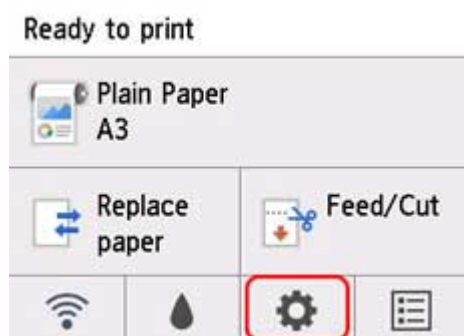 Ready to print
Plain Paper
A3
Replace
paper
Feed/Cut